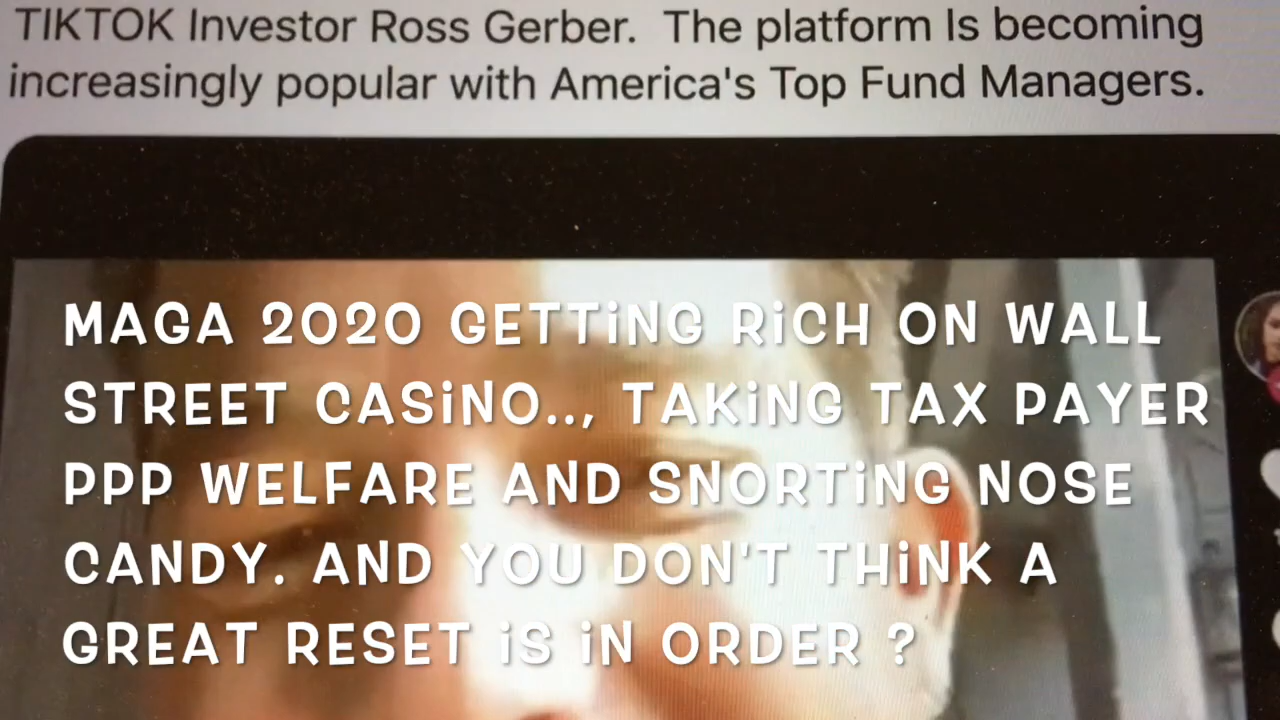 TIKTOK Investor Ross Gerber. The platform Is becoming
increasingly popular with America's Top Fund Managers.
MAGA 2020 GETTiNG RiCH ON WALL
STREET CASiNO.., TAKiNG TAX PAYER
PPP WELFARE AND SNORTiNG NOSE
CANDY. AND YOU DON'T THiNK A
GREAT RESET iS iN ORDER ?